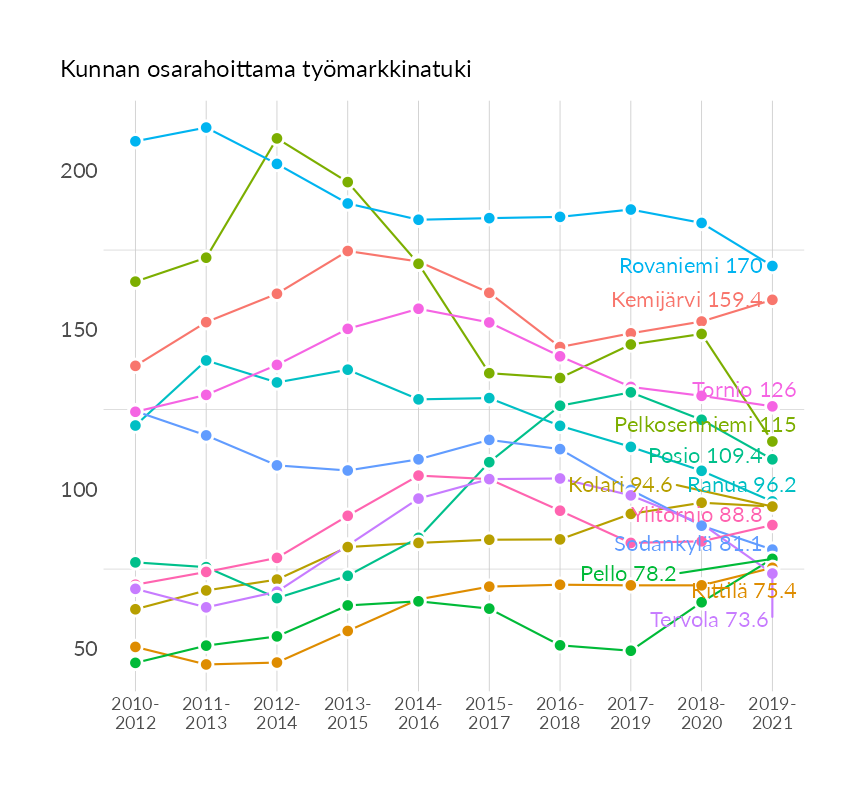 Kunnan osarahoittama työmarkkinatuki
200
150
100
50
Rovaniemi 170
Kemijärvi 159.4
Tornio 126
Pelkosenniemi 115
Posio 109.4
Kolari 94.6
Ranua 96.2
Ylitornio 88.8
Sodankylä 81.1
Pello 78.2
Kittilä 75.4
Tervola 73.6
2010- 2011- 2012- 2013- 2014- 2015- 2016- 2017- 2018- 2019-
2012 2013 2014 2015 2016 2017 2018 2019 2020 2021